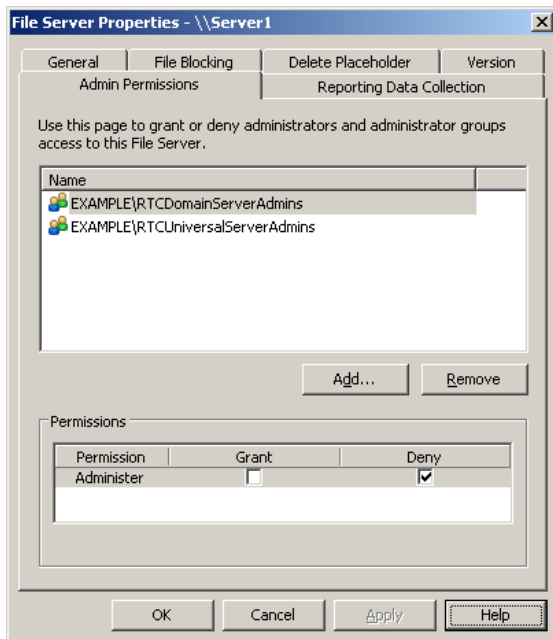 File Server Properties - \\Server1
General File Blocking Delete Placeholder Version
Admin Permissions Reporting Data Collection
Use this page to grant or deny administrators and administrator groups
access to this File Server.
Name
EXAMPLE\RTCDomainServerAdmins
EXAMPLE\RTCUniversalServerAdmins
Add... Remove
Permissions
Permission Grant Deny
Administer
OK Cancel Apply Help